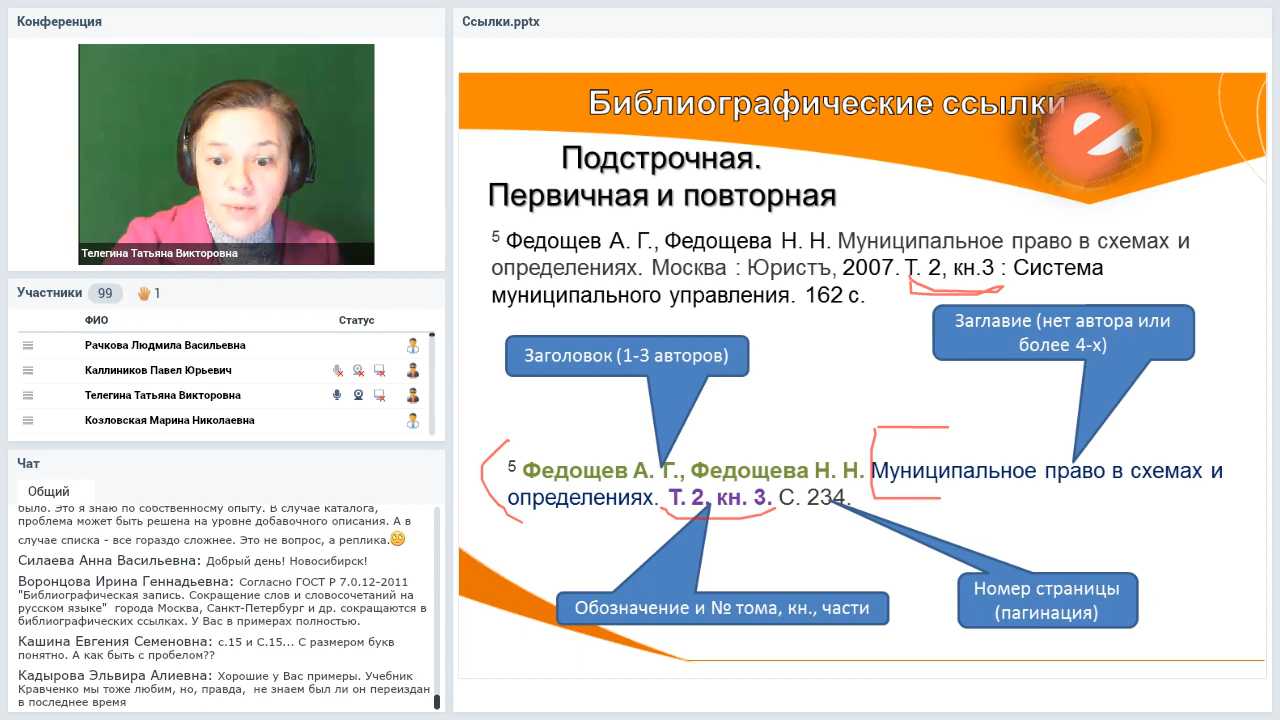 Конференция
Телегина Татьяна Викторовна
Участники 99 1
ФИО Статус
Рачкова Людмила Васильевна
Каллиников Павел Юрьевич
Телегина Татьяна Викторовна
Козловская Марина Николаевна
Чат
Общий
было. Это я знаю по собственсму опыту. В случае каталога,
проблема может быть решена на уровне добавочного описания. А в
случае списка - все гораздо сложнее. Это не вопрос, а реплика.
Силаева Анна Васильевна: Добрый день! Новосибирск!
Воронцова Ирина Геннадьевна: Согласно ГОСТ Р 7.0.12-2011
"Библиографическая запись. Сокращение слов и словосочетаний на
русском языке" города Москва, Санкт-Петербург и др. сокращаются в
библиографических ссылках. У Вас в примерах полностью.
Кашина Евгения Семеновна: с.15 и С.15... С размером букв
понятно. А как быть с пробелом??
Кадырова Эльвира Алиевна: Хорошие у Вас примеры. Учебник
Кравченко мы тоже любим, но, правда, не знаем был ли он переиздан
в последнее время
Ссылки.pptx
Библиографические ссылки
Подстрочная.
Первичная и повторная
5 Федощев А. Г., Федощева Н. Н. Муниципальное право в схемах и
определениях. Москва : Юристъ, 2007. Т. 2, кн.3 : Система
муниципального управления. 162 с.
Заголовок (1-3 авторов)
Заглавие (нет автора или
более 4-х)
5 Федощев А. Г., Федощева Н. Н. Муниципальное право в схемах и
определениях. Т. 2, кн. 3. С. 234.
Обозначение и № тома, кн., части
Номер страницы
(пагинация)